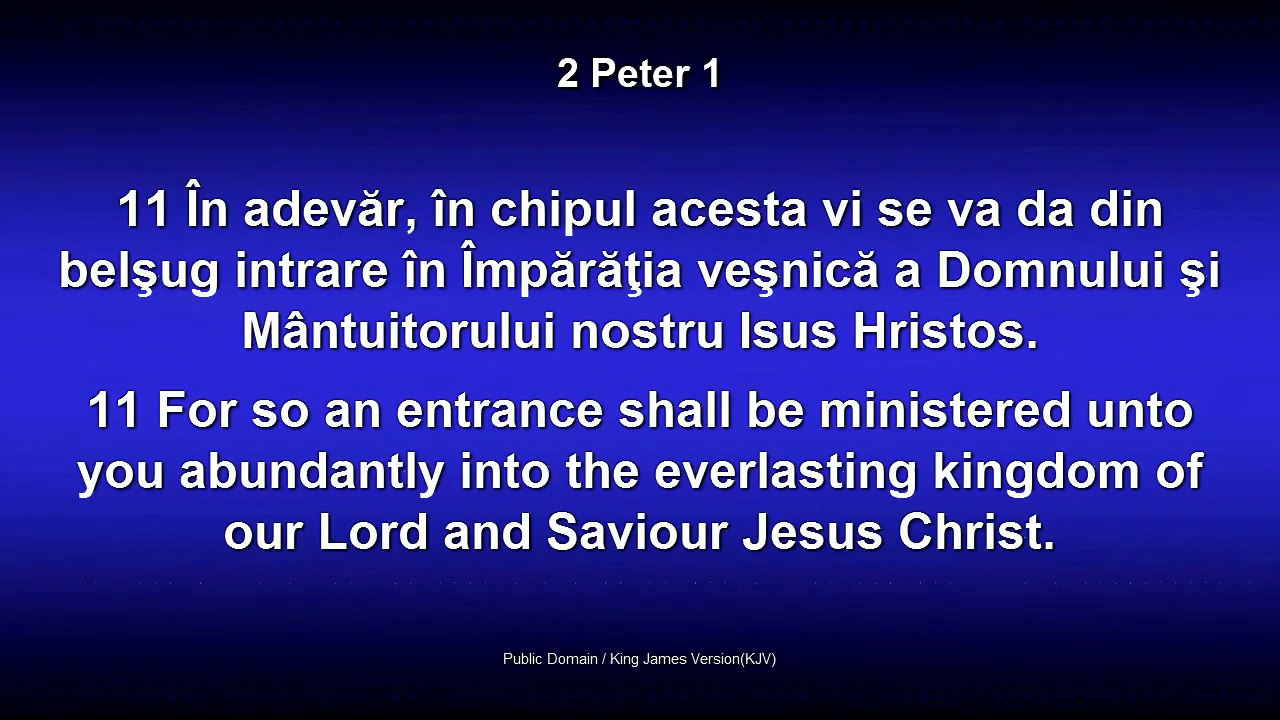 2 Peter 1
11 În adevăr, în chipul acesta vi se va da din
belşug intrare în Împărăţia veşnică a Domnului şi
Mântuitorului nostru Isus Hristos.
11 For so an entrance shall be ministered unto
you abundantly into the everlasting kingdom of
our Lord and Saviour Jesus Christ.
Public Domain / King James Version(KJV)